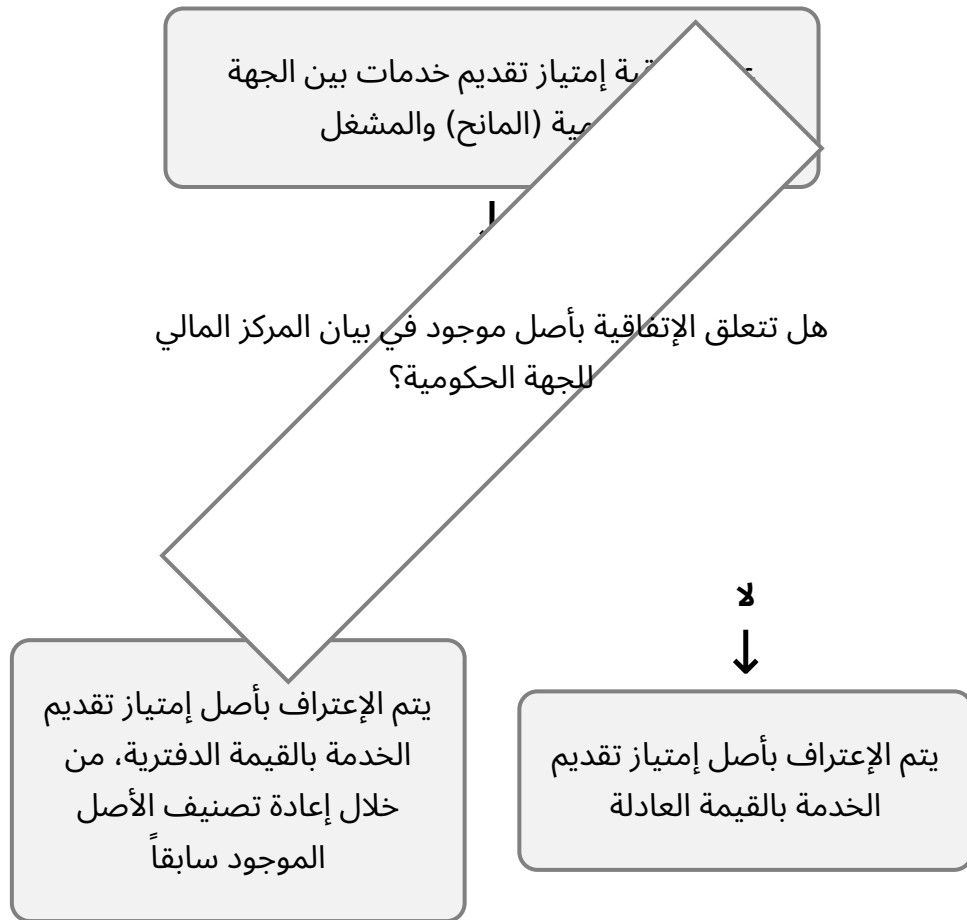 إمتياز تقديم خدمات بين الجهة
(المانح) والمشغل
هل تتعلق الإتفاقية بأصل موجود في بيان المركز المالي
للجهة الحكومية؟
لا
↓
يتم الإعتراف بأصل إمتياز تقديم
الخدمة بالقيمة العادلة
يتم الإعتراف بأصل إمتياز تقديم
الخدمة بالقيمة الدفترية، من
خلال إعادة تصنيف الأصل
الموجود سابقاً